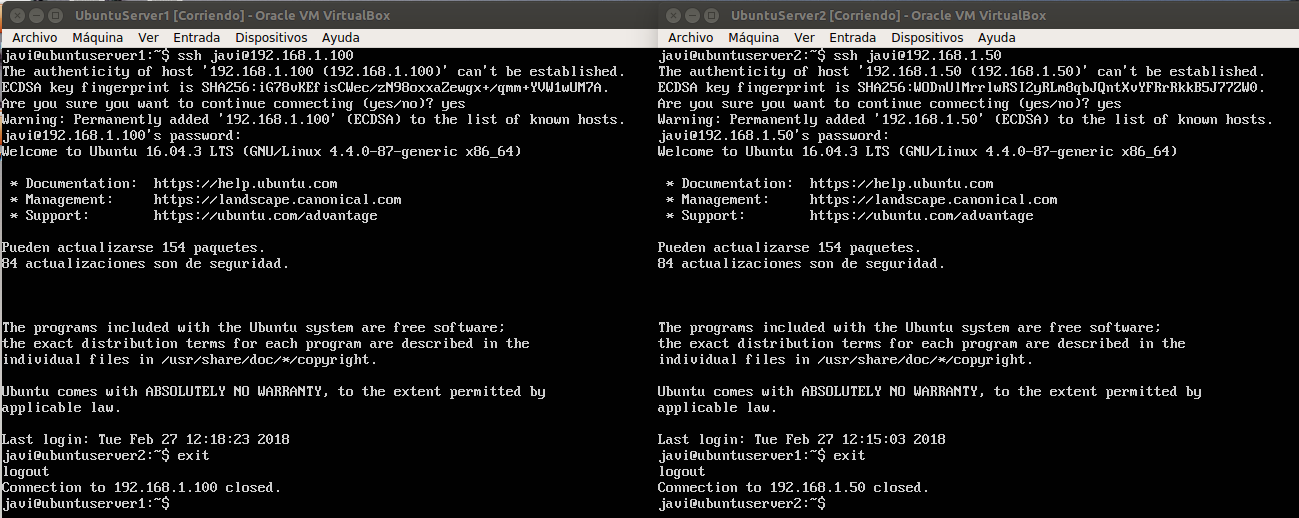 UbuntuServer1 [Corriendo] - Oracle VM VirtualBox
Archivo Máquina Ver Entrada Dispositivos Ayuda
javi@ubuntuserver1:~$ ssh javi@192.168.1.100
The authenticity of host '192.168.1.100 (192.168.1.100)' can't be established.
ECDSA key fingerprint is SHA256:iG78vKEfisCWec/zN98oxxaZewgx+/qmm+YVW1wUM7A.
Are you sure you want to continue connecting (yes/no)? yes
Warning: Permanently added '192.168.1.100' (ECDSA) to the list of known hosts.
javi@192.168.1.100's password:
Welcome to Ubuntu 16.04.3 LTS (GNU/Linux 4.4.0-87-generic x86_64)
* Documentation: https://help.ubuntu.com
* Management: https://landscape.canonical.com
* Support: https://ubuntu.com/advantage
Pueden actualizarse 154 paquetes.
84 actualizaciones son de seguridad.
The programs included with the Ubuntu system are free software;
the exact distribution terms for each program are described in the
individual files in /usr/share/doc/*/copyright.
Ubuntu comes with ABSOLUTELY NO WARRANTY, to the extent permitted by
applicable law.
Last login: Tue Feb 27 12:18:23 2018
javi@ubuntuserver2:~$ exit
logout
Connection to 192.168.1.100 closed.
javi@ubuntuserver1:~$
UbuntuServer2 [Corriendo] - Oracle VM VirtualBox
Archivo Máquina Ver Entrada Dispositivos Ayuda
javi@ubuntuserver2:~$ ssh javi@192.168.1.50
The authenticity of host '192.168.1.50 (192.168.1.50)' can't be established.
ECDSA key fingerprint is SHA256:WODnUlMrrlwRSI2yRLm8qbJQntXvYFRrRkkB5J77ZW0.
Are you sure you want to continue connecting (yes/no)? yes
Warning: Permanently added '192.168.1.50' (ECDSA) to the list of known hosts.
javi@192.168.1.50's password:
Welcome to Ubuntu 16.04.3 LTS (GNU/Linux 4.4.0-87-generic x86_64)
* Documentation: https://help.ubuntu.com
* Management: https://landscape.canonical.com
* Support: https://ubuntu.com/advantage
Pueden actualizarse 154 paquetes.
84 actualizaciones son de seguridad.
The programs included with the Ubuntu system are free software;
the exact distribution terms for each program are described in the
individual files in /usr/share/doc/*/copyright.
Ubuntu comes with ABSOLUTELY NO WARRANTY, to the extent permitted by
applicable law.
Last login: Tue Feb 27 12:15:03 2018
javi@ubuntuserver1:~$ exit
logout
Connection to 192.168.1.50 closed.
javi@ubuntuserver2:~$